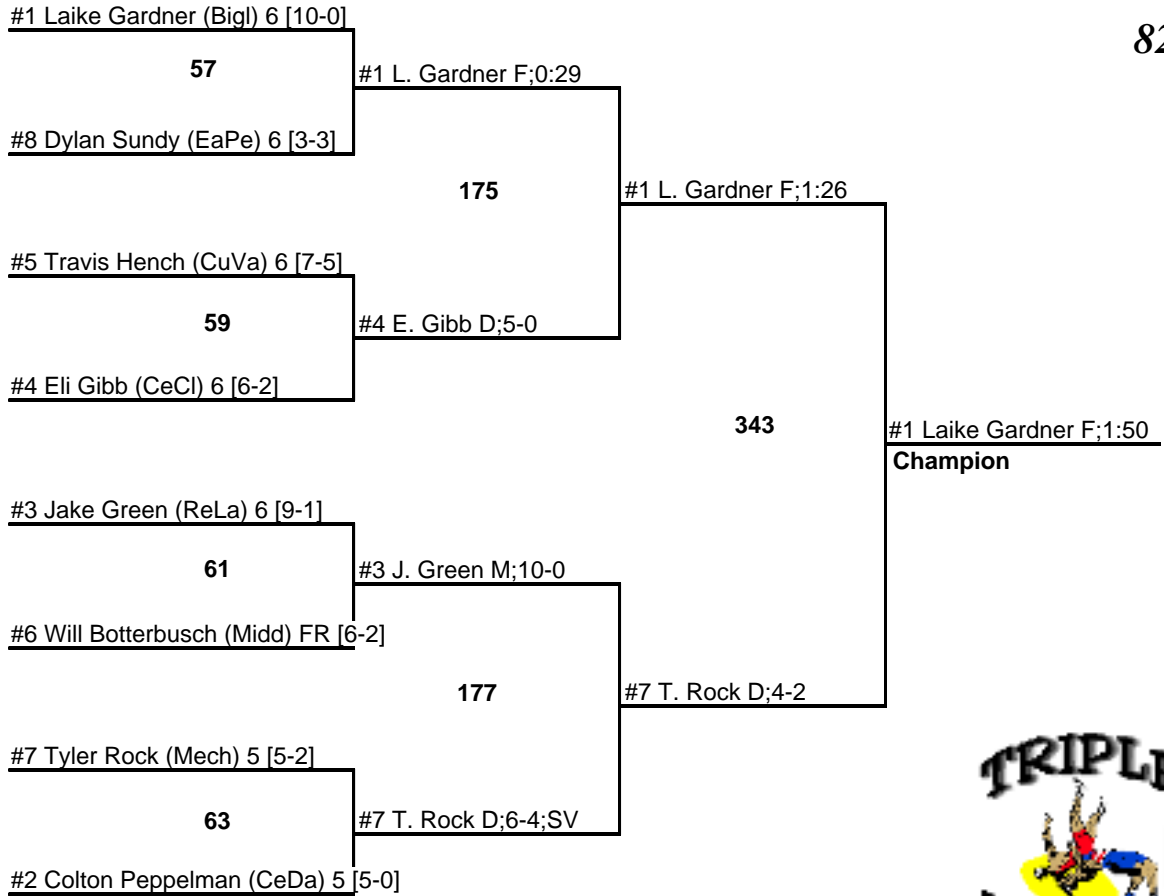 #1 Laike Gardner (Bigl) 6 [10-0]
82
57
#1 L. Gardner F;0:29
#8 Dylan Sundy (EaPe) 6 [3-3]
175
#1 L. Gardner F;1:26
#5 Travis Hench (CuVa) 6 [7-5]
59
#4 E. Gibb D;5-0
#4 Eli Gibb (CeCl) 6 [6-2]
343
#1 Laike Gardner F;1:50
Champion
#3 Jake Green (ReLa) 6 [9-1]
61
#3 J. Green M;10-0
#6 Will Botterbusch (Midd) FR [6-2]
177
#7 T. Rock D;4-2
#7 Tyler Rock (Mech) 5 [5-2]
63
#7 T. Rock D;6-4;SV
#2 Colton Peppelman (CeDa) 5 [5-0]
TRIPLE